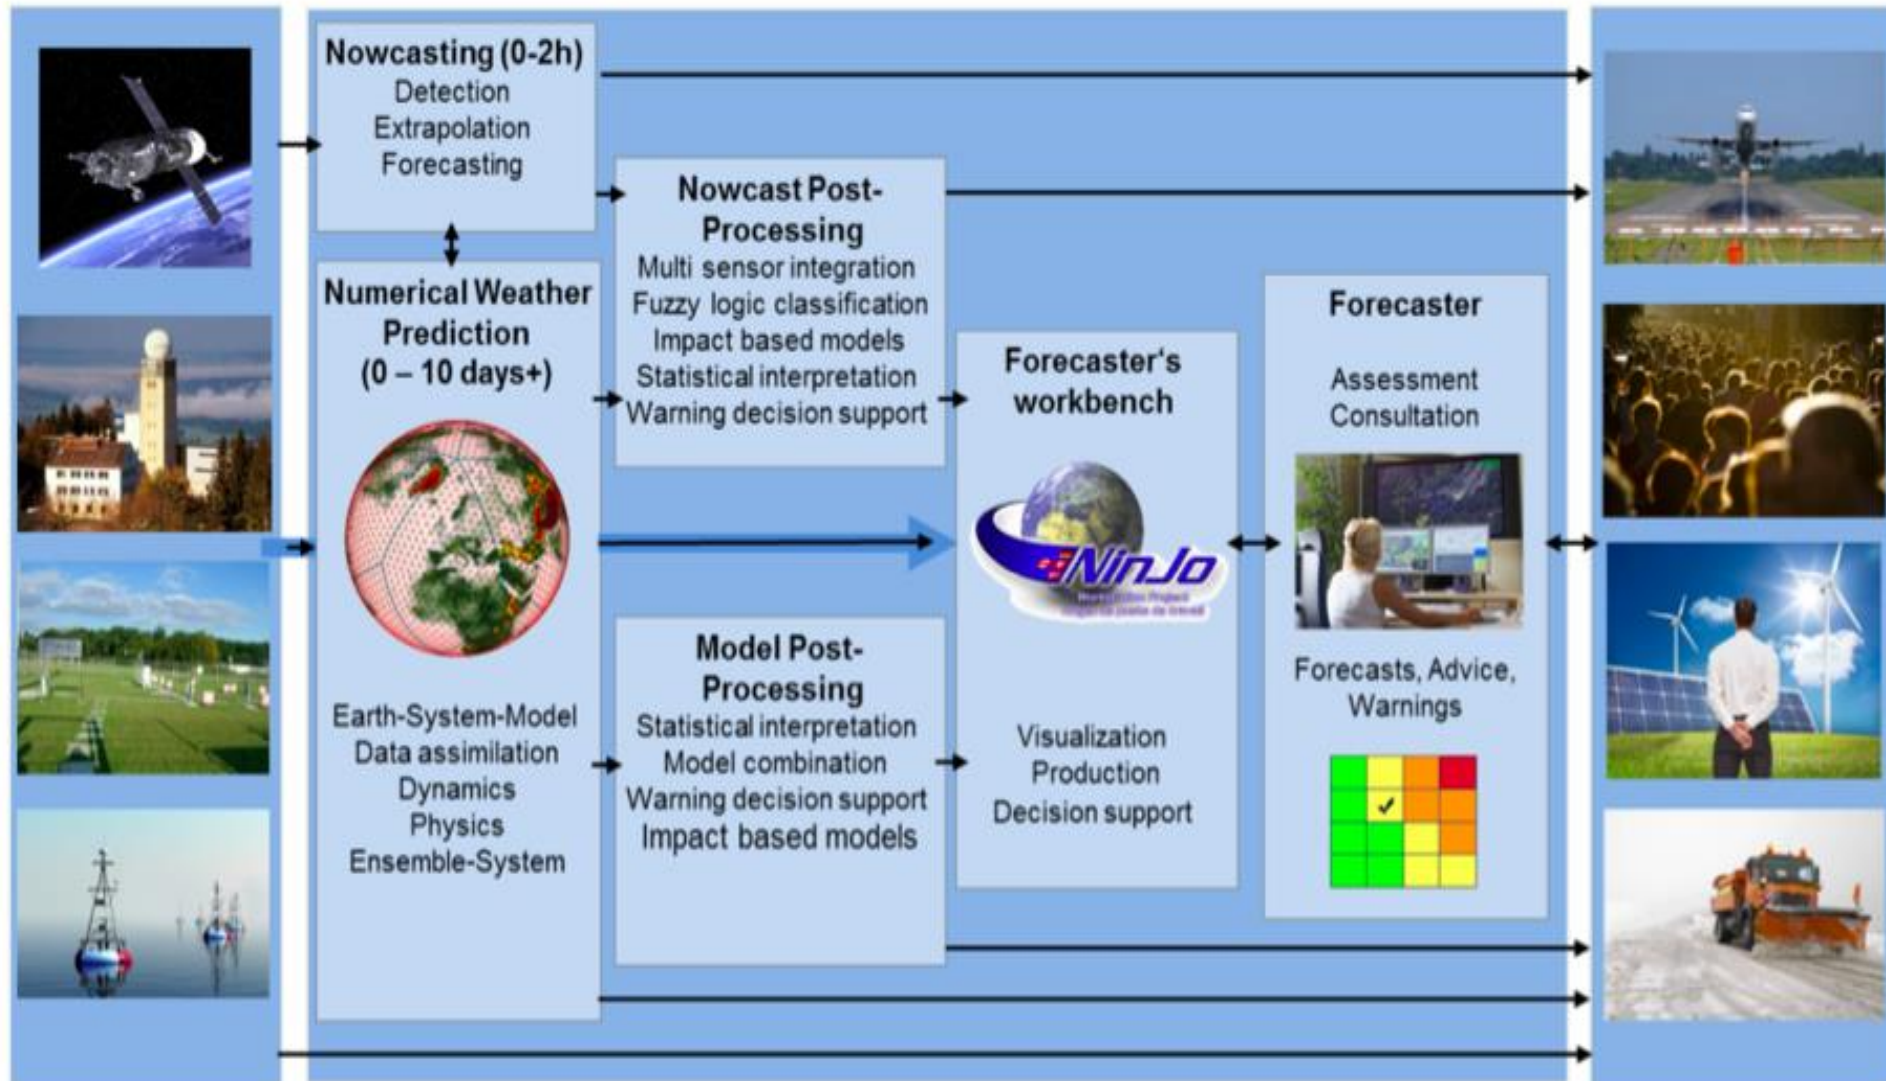 Nowcasting (0-2h)
Detection
Extrapolation
Forecasting
Numerical Weather
Prediction
(0 – 10 days+)
Earth-System-Model
Data assimilation
Dynamics
Physics
Ensemble-System
Nowcast Post-
Processing
Multi sensor integration
Fuzzy logic classification
Impact based models
Statistical interpretation
Warning decision support
Model Post-
Processing
Statistical interpretation
Model combination
Warning decision support
Impact based models
Forecaster‘s
workbench
NinJo
Visualization
Production
Decision support
Forecaster
Assessment
Consultation
Forecasts, Advice,
Warnings